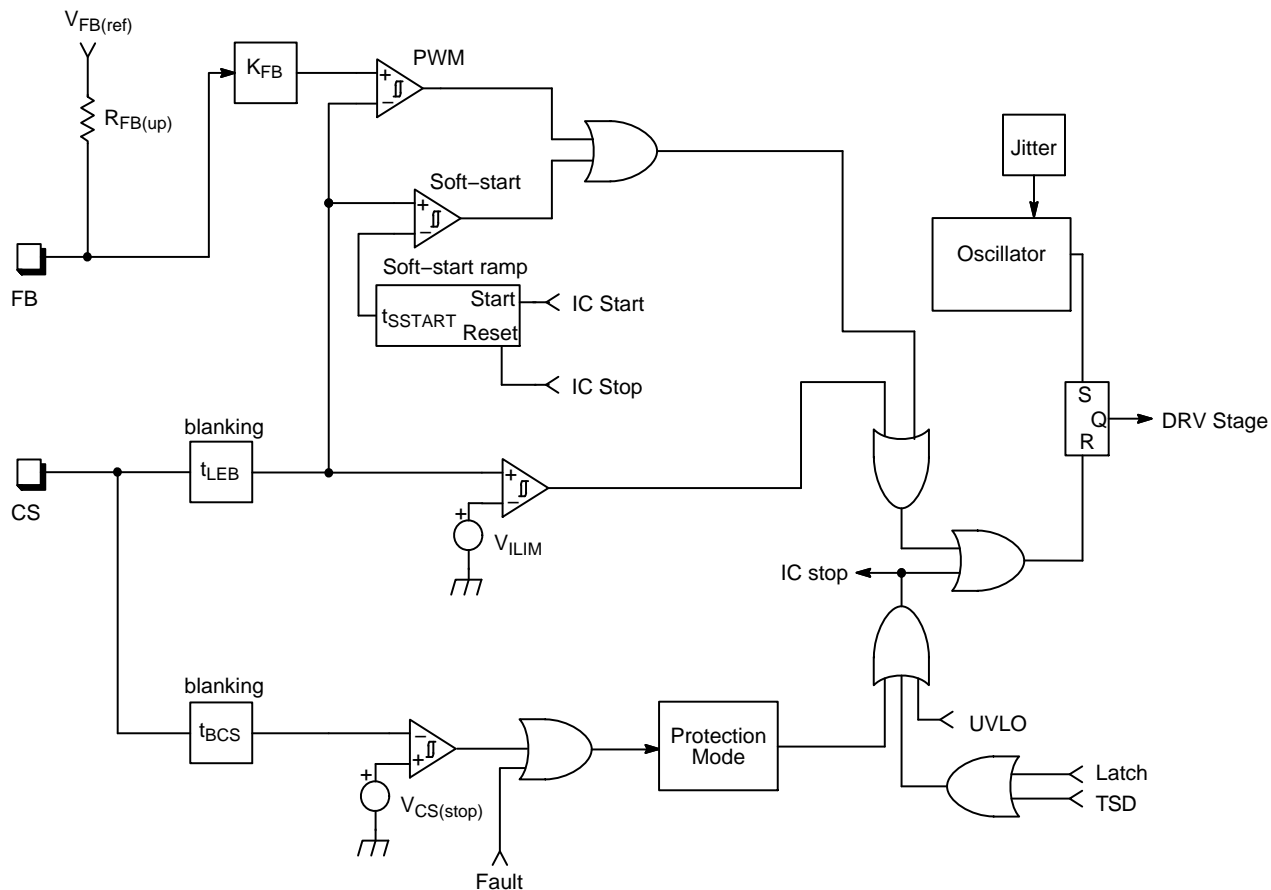 VFB(ref)
PWM
KFB
+
−
RFB(up)
Jitter
Soft−start
+
−
Oscillator
Soft−start ramp
FB
Start
IC Start
tSSTART
Reset
IC Stop
S
Q
DRV Stage
R
blanking
tLEB
+
−
CS
+
VILIM
IC stop
blanking
tBCS
−
+
UVLO
Protection
Mode
+
VCS(stop)
Latch
TSD
Fault